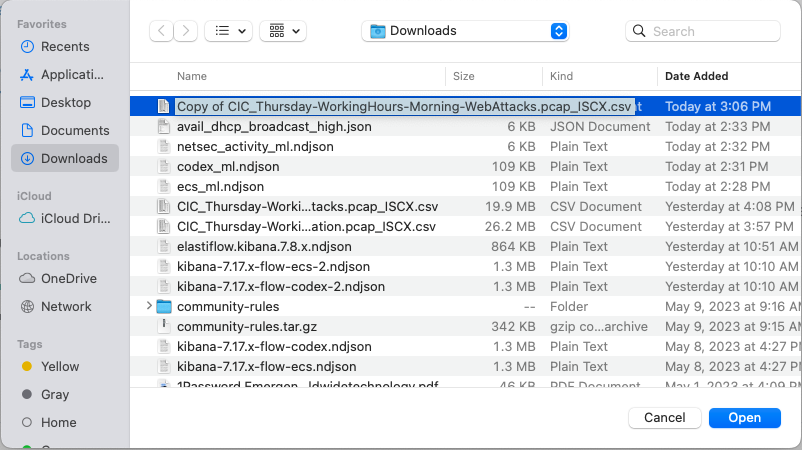 Favorites
Recents
Applicati...
Desktop
Documents
Downloads
iCloud
iCloud Dri...
Locations
OneDrive
Network
Tags
Yellow
Gray
Home
Downloads
Search
Name Size Kind Date Added
Copy of CIC_Thursday-WorkingHours-Morning-WebAttacks.pcap_ISCX.csv Today at 3:06 PM
avail_dhcp_broadcast_high.json 6 KB JSON Document Today at 2:33 PM
netsec_activity_ml.ndjson 6 KB Plain Text Today at 2:32 PM
codex_ml.ndjson 109 KB Plain Text Today at 2:31 PM
ecs_ml.ndjson 109 KB Plain Text Today at 2:28 PM
CIC_Thursday-Worki...tacks.pcap_ISCX.csv 19.9 MB CSV Document Yesterday at 4:08 PM
CIC_Thursday-Worki...ation.pcap_ISCX.csv 26.2 MB CSV Document Yesterday at 3:57 PM
elastiflow.kibana.7.8.x.ndjson 864 KB Plain Text Yesterday at 10:51 AM
kibana-7.17.x-flow-ecs-2.ndjson 1.3 MB Plain Text Yesterday at 10:10 AM
kibana-7.17.x-flow-codex-2.ndjson 1.3 MB Plain Text Yesterday at 10:10 AM
community-rules -- Folder May 9, 2023 at 9:16 AM
community-rules.tar.gz 342 KB gzip co...archive May 9, 2023 at 9:15 AM
kibana-7.17.x-flow-codex.ndjson 1.3 MB Plain Text May 8, 2023 at 4:27 P
kibana-7.17.x-flow-ecs.ndjson 1.3 MB Plain Text May 8, 2023 at 4:27 P
1Password Emergen...ldwidetechnology.pdf 46 KB PDF Document May 1, 2023 at 4:09 P
Cancel Open